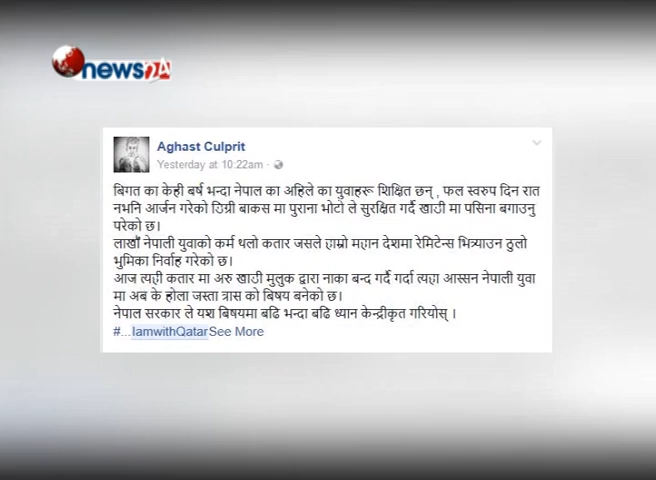 news24
Aghast Culprit
Yesterday at 10:22am ·
बिगत का केही बर्ष भन्दा नेपाल का अहिले का युवाहरू शिक्षित छन् , फल स्वरुप दिन रात
नभनि आर्जन गरेको डिग्री बाकस मा पुराना भोटो ले सुरक्षित गर्दै खाडी मा पसिना बगाउनु
परेको छ।
लाखौँ नेपाली युवाको कर्म थलो कतार जसले हाम्रो महान देशमा रेमिटेन्स भित्र्याउन ठुलो
भुमिका निर्वाह गरेको छ।
आज त्यही कतार मा अरु खाडी मुलुक द्वारा नाका बन्द गर्दै गर्दा त्यहा आस्सन नेपाली युवा
मा अब के होला जस्ता त्रास को बिषय बनेको छ।
नेपाल सरकार ले यश बिषयमा बढि भन्दा बढि ध्यान केन्द्रीकृत गरियोस् ।
#...IamwithQatarSee More